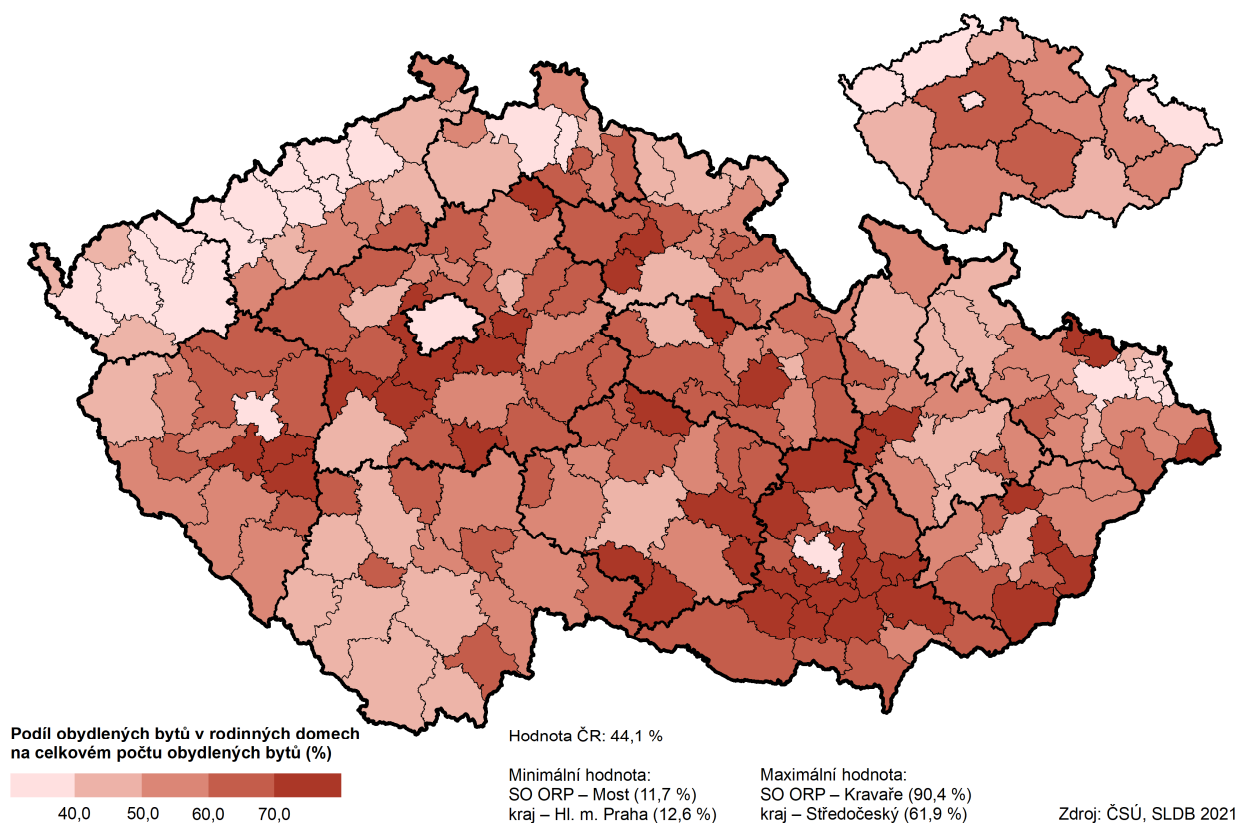 Podíl obydlených bytů v rodinných domech
na celkovém počtu obydlených bytů (%)
40,0 50,0 60,0 70,0
Hodnota ČR: 44,1 %
Minimální hodnota:
SO ORP – Most (11,7 %)
kraj – Hl. m. Praha (12,6 %)
Maximální hodnota:
SO ORP – Kravaře (90,4 %)
kraj – Středočeský (61,9 %)
Zdroj: ČSÚ, SLDB 2021